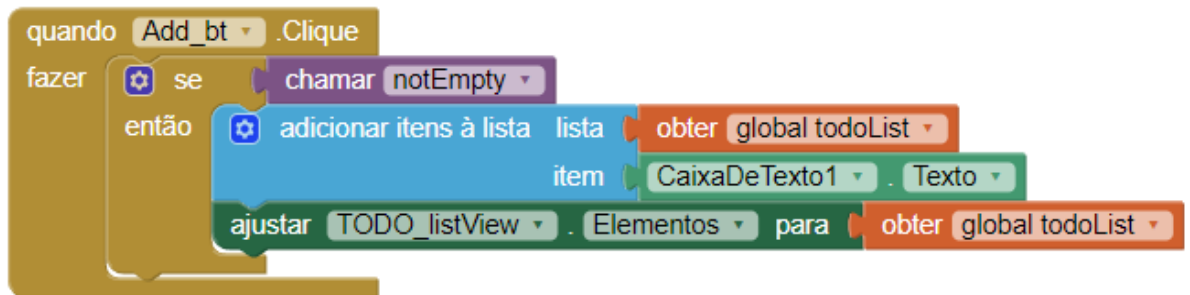 quando Add_bt .Clique
fazer se chamar notEmpty
então adicionar itens à lista lista obter global todoList
item CaixaDeTexto1 . Texto
ajustar TODO_listView . Elementos para obter global todoList